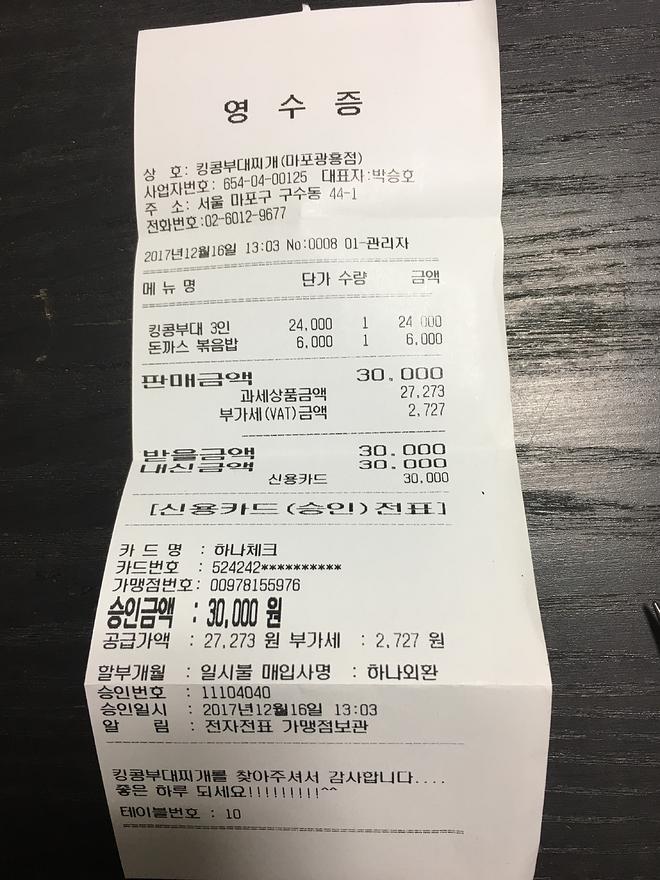 영 수 증
상 호: 킹콩부대찌개(마포광흥점)
사업자번호: 654-04-00125 대표자:박승호
주 소: 서울 마포구 구수동 44-1
전화번호:02-6012-9677
2017년12월16일 13:03 No:0008 01-관리자
메 뉴 명 단가 수량 금액
킹콩부대 3인 24,000 1 24,000
돈까스 볶음밥 6,000 1 6,000
판매금액 30,000
과세상품금액 27,273
부가세(VAT)금액 2,727
받을금액 30,000
내신금액 30,000
신용카드 30,000
[신용카드(승인)전표]
카 드 명 : 하나체크
카드번호 : 524242**********
가맹점번호: 00978155976
승인금액 : 30,000 원
공급가액 : 27,273 원 부가세 : 2,727 원
할부개월 : 일시불 매입사명 : 하나외환
승인번호 : 11104040
승인일시 : 2017년12월16일 13:03
알 림 : 전자전표 가맹점보관
킹콩부대찌개를 찾아주셔서 감사합니다....
좋은 하루 되세요!!!!!!!!!^^
테이블번호 : 10